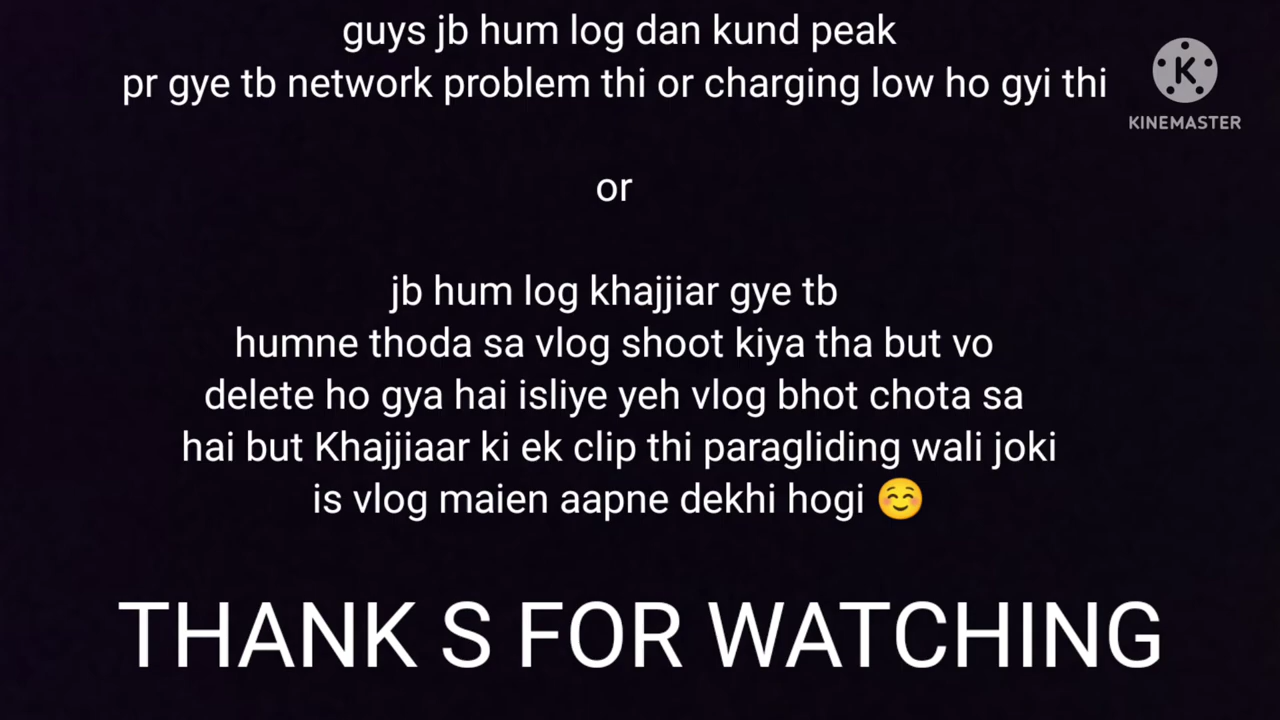 guys jb hum log dan kund peak
pr gye tb network problem thi or charging low ho gyi thi
KINEMASTER
or
jb hum log khajjiar gye tb
humne thoda sa vlog shoot kiya tha but vo
delete ho gya hai isliye yeh vlog bhot chota sa
hai but Khajjiaar ki ek clip thi paragliding wali joki
is vlog maien aapne dekhi hogi ☺️
THANK S FOR WATCHING